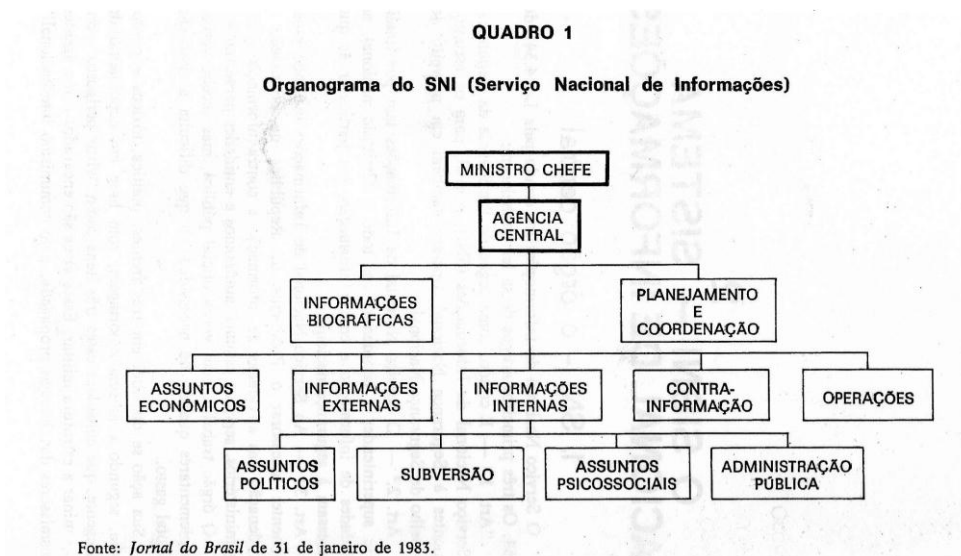 QUADRO 1
Organograma do SNI (Serviço Nacional de Informações)
MINISTRO CHEFE
AGÊNCIA
CENTRAL
INFORMAÇÕES
BIOGRÁFICAS
PLANEJAMENTO
E
COORDENAÇÃO
ASSUNTOS
ECONÔMICOS
INFORMAÇÕES
EXTERNAS
INFORMAÇÕES
INTERNAS
CONTRA-
INFORMAÇÃO
OPERAÇÕES
ASSUNTOS
POLÍTICOS
SUBVERSÃO
ASSUNTOS
PSICOSSOCIAIS
ADMINISTRAÇÃO
PÚBLICA
Fonte: Jornal do Brasil de 31 de janeiro de 1983.